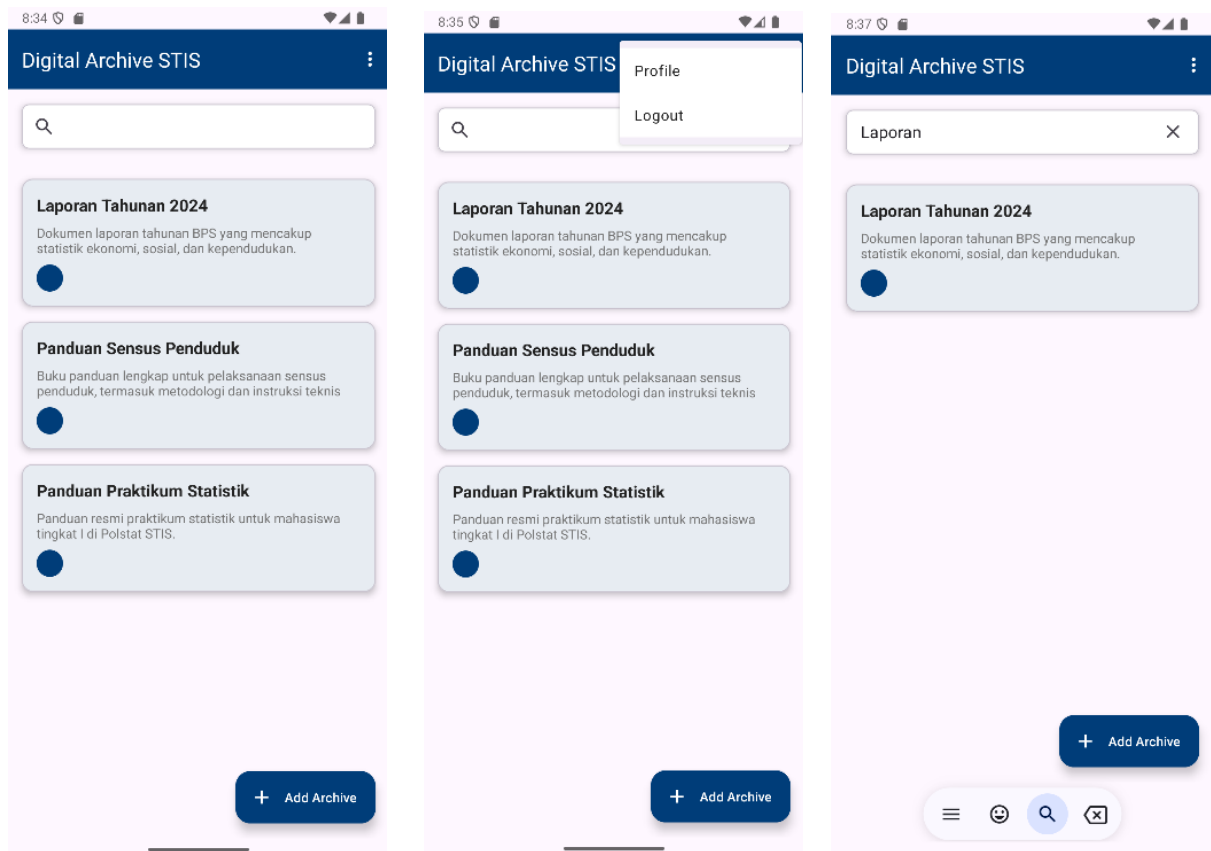 8:34
Digital Archive STIS
Laporan Tahunan 2024
Dokumen laporan tahunan BPS yang mencakup
statistik ekonomi, sosial, dan kependudukan.
Panduan Sensus Penduduk
Buku panduan lengkap untuk pelaksanaan sensus
penduduk, termasuk metodologi dan instruksi teknis
Panduan Praktikum Statistik
Panduan resmi praktikum statistik untuk mahasiswa
tingkat I di Polstat STIS.
+ Add Archive
8:35
Digital Archive STIS
Profile
Logout
Laporan Tahunan 2024
Dokumen laporan tahunan BPS yang mencakup
statistik ekonomi, sosial, dan kependudukan.
Panduan Sensus Penduduk
Buku panduan lengkap untuk pelaksanaan sensus
penduduk, termasuk metodologi dan instruksi teknis
Panduan Praktikum Statistik
Panduan resmi praktikum statistik untuk mahasiswa
tingkat I di Polstat STIS.
+ Add Archive
8:37
Digital Archive STIS
Laporan
Laporan Tahunan 2024
Dokumen laporan tahunan BPS yang mencakup
statistik ekonomi, sosial, dan kependudukan.
+ Add Archive